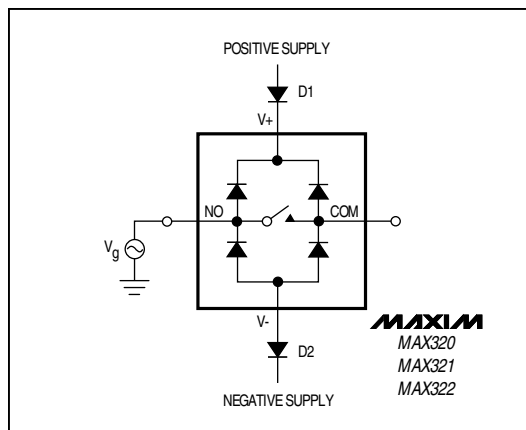 POSITIVE SUPPLY
D1
V+
NO
COM
Vg
V-
MAXIM
MAX320
D2
MAX321
MAX322
NEGATIVE SUPPLY